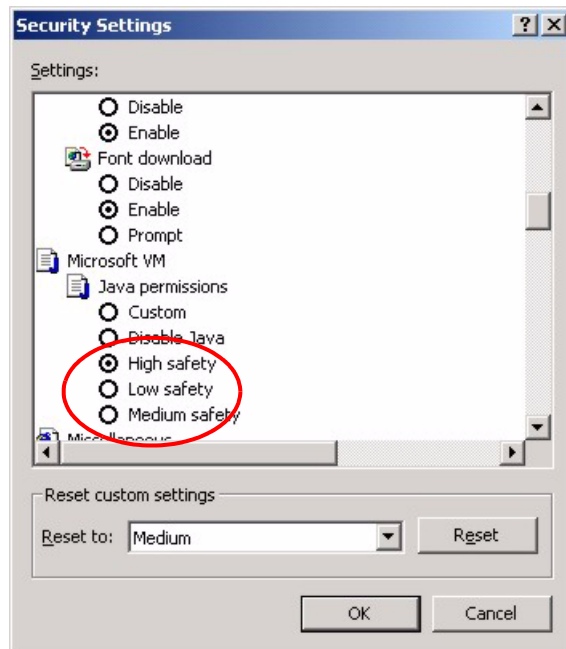 Security Settings
Settings:
Disable
Enable
Font download
Disable
Enable
Prompt
Microsoft VM
Java permissions
Custom
Disable Java
High safety
Low safety
Medium safety
Miscellaneous
Reset custom settings
Reset to: Medium Reset
OK Cancel